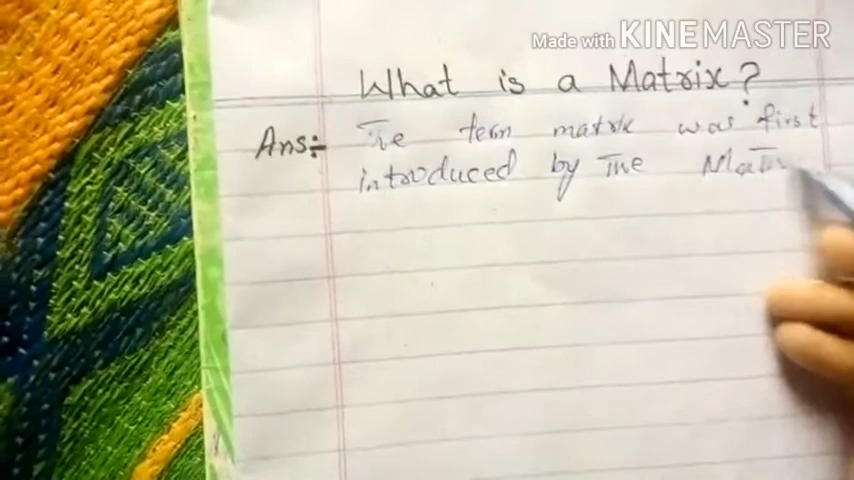 Made with KINEMASTER
What is a Matrix?
Ans:- The term matrix was first
introduced by The